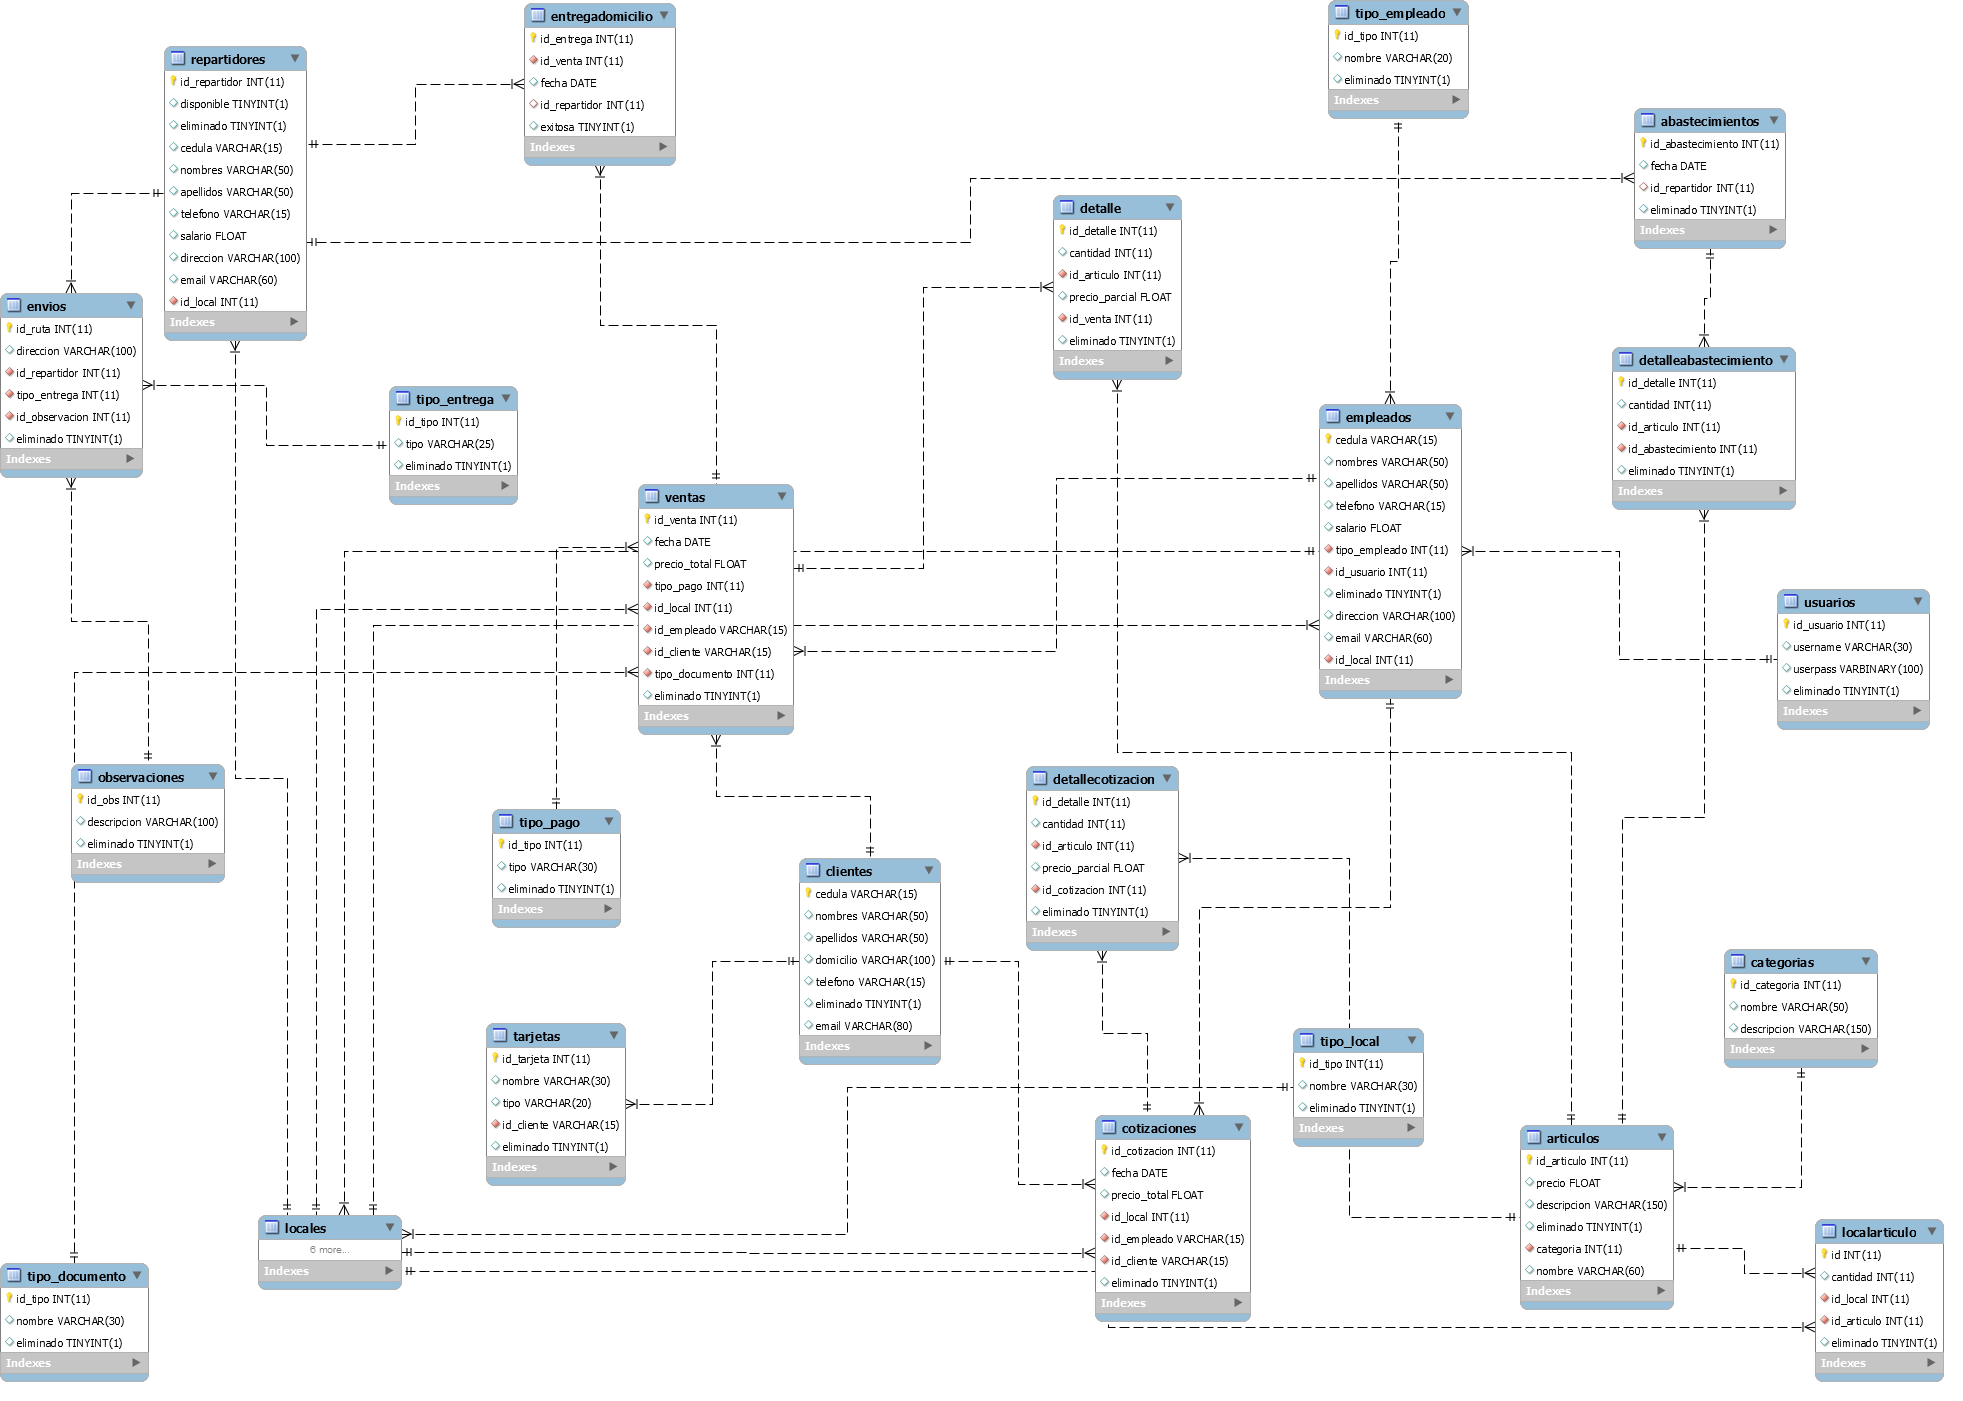 entregadomicilio
id_entrega INT(11)
id_venta INT(11)
fecha DATE
id_repartidor INT(11)
exitosa TINYINT(1)
Indexes
tipo_empleado
id_tipo INT(11)
nombre VARCHAR(20)
eliminado TINYINT(1)
Indexes
repartidores
id_repartidor INT(11)
disponible TINYINT(1)
eliminado TINYINT(1)
cedula VARCHAR(15)
nombres VARCHAR(50)
apellidos VARCHAR(50)
telefono VARCHAR(15)
salario FLOAT
direccion VARCHAR(100)
email VARCHAR(60)
id_local INT(11)
Indexes
abastecimientos
id_abastecimiento INT(11)
fecha DATE
id_repartidor INT(11)
eliminado TINYINT(1)
Indexes
detalle
id_detalle INT(11)
cantidad INT(11)
id_articulo INT(11)
precio_parcial FLOAT
id_venta INT(11)
eliminado TINYINT(1)
Indexes
envios
id_ruta INT(11)
direccion VARCHAR(100)
id_repartidor INT(11)
tipo_entrega INT(11)
id_observacion INT(11)
eliminado TINYINT(1)
Indexes
tipo_entrega
id_tipo INT(11)
tipo VARCHAR(25)
eliminado TINYINT(1)
Indexes
detalleabastecimiento
id_detalle INT(11)
cantidad INT(11)
id_articulo INT(11)
id_abastecimiento INT(11)
eliminado TINYINT(1)
Indexes
empleados
cedula VARCHAR(15)
nombres VARCHAR(50)
apellidos VARCHAR(50)
telefono VARCHAR(15)
salario FLOAT
tipo_empleado INT(11)
id_usuario INT(11)
eliminado TINYINT(1)
direccion VARCHAR(100)
email VARCHAR(60)
id_local INT(11)
Indexes
ventas
id_venta INT(11)
fecha DATE
precio_total FLOAT
tipo_pago INT(11)
id_local INT(11)
id_empleado VARCHAR(15)
id_cliente VARCHAR(15)
tipo_documento INT(11)
eliminado TINYINT(1)
Indexes
usuarios
id_usuario INT(11)
username VARCHAR(30)
userpass VARBINARY(100)
eliminado TINYINT(1)
Indexes
observaciones
id_obs INT(11)
descripcion VARCHAR(100)
eliminado TINYINT(1)
Indexes
tipo_pago
id_tipo INT(11)
tipo VARCHAR(30)
eliminado TINYINT(1)
Indexes
clientes
cedula VARCHAR(15)
nombres VARCHAR(50)
apellidos VARCHAR(50)
domicilio VARCHAR(100)
telefono VARCHAR(15)
eliminado TINYINT(1)
email VARCHAR(80)
Indexes
detallecotizacion
id_detalle INT(11)
cantidad INT(11)
id_articulo INT(11)
precio_parcial FLOAT
id_cotizacion INT(11)
eliminado TINYINT(1)
Indexes
categorias
id_categoria INT(11)
nombre VARCHAR(50)
descripcion VARCHAR(150)
Indexes
tarjetas
id_tarjeta INT(11)
nombre VARCHAR(30)
tipo VARCHAR(20)
id_cliente VARCHAR(15)
eliminado TINYINT(1)
Indexes
tipo_local
id_tipo INT(11)
nombre VARCHAR(30)
eliminado TINYINT(1)
Indexes
cotizaciones
id_cotizacion INT(11)
fecha DATE
precio_total FLOAT
id_local INT(11)
id_empleado VARCHAR(15)
id_cliente VARCHAR(15)
eliminado TINYINT(1)
Indexes
articulos
id_articulo INT(11)
precio FLOAT
descripcion VARCHAR(150)
eliminado TINYINT(1)
categoria INT(11)
nombre VARCHAR(60)
Indexes
locales
6 more...
Indexes
localarticulo
id INT(11)
cantidad INT(11)
id_local INT(11)
id_articulo INT(11)
eliminado TINYINT(1)
Indexes
tipo_documento
id_tipo INT(11)
nombre VARCHAR(30)
eliminado TINYINT(1)
Indexes